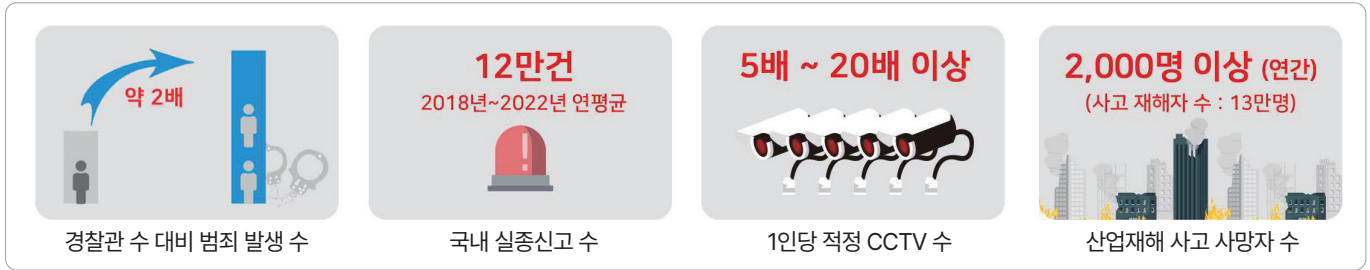 약 2배
경찰관 수 대비 범죄 발생 수
12만건
2018년~2022년 연평균
국내 실종신고 수
5배 ~ 20배 이상
1인당 적정 CCTV 수
2,000명 이상 (연간)
(사고 재해자 수 : 13만명)
산업재해 사고 사망자 수